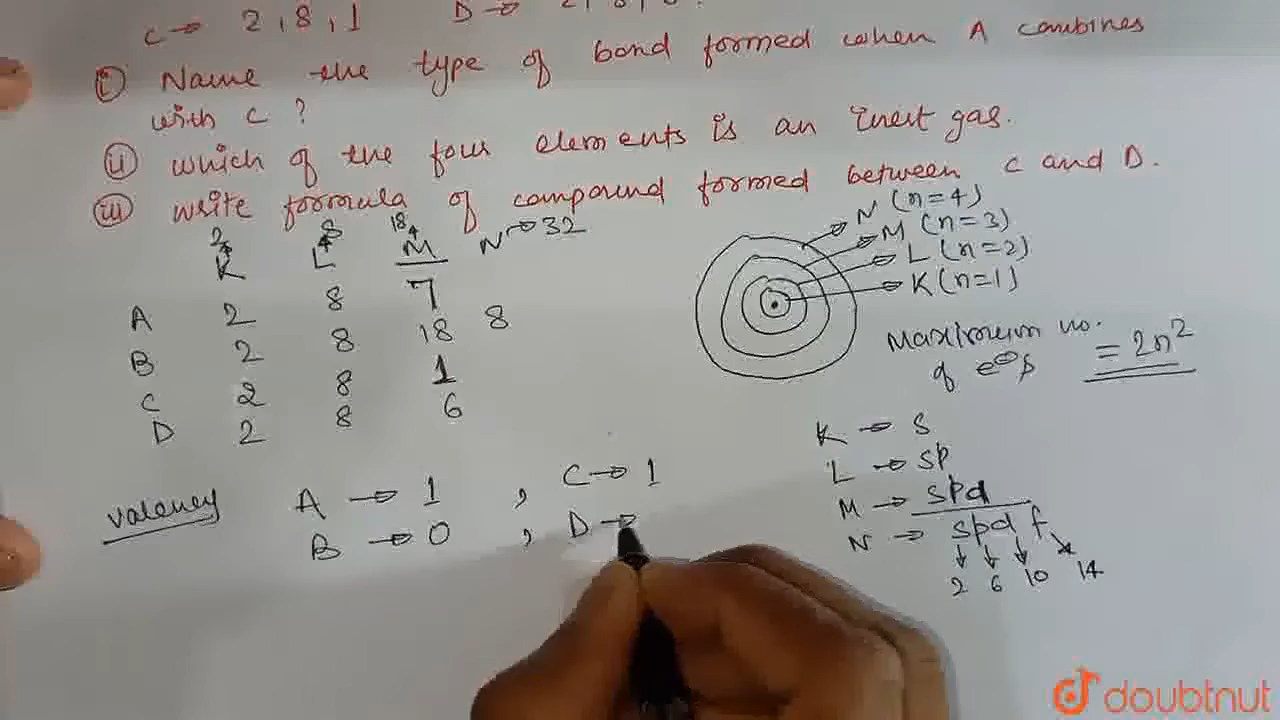 C → 2, 8, 1 D →
i) Name the type of bond formed when A combines
with C ?
ii) which of the four elements is an inert gas.
iii) write formula of compound formed between C and D.
2 8 18 N → 32
K L M
A 2 8 7
B 2 8 18 8
C 2 8 1
D 2 8 6
N (n=4)
M (n=3)
L (n=2)
K (n=1)
Maximum no.
of e⊖s = 2n²
K → S
L → SP
M → spd
N → spdf
2 6 10 14
valency A → 1 , C → 1
B → 0 , D →
doubtnut